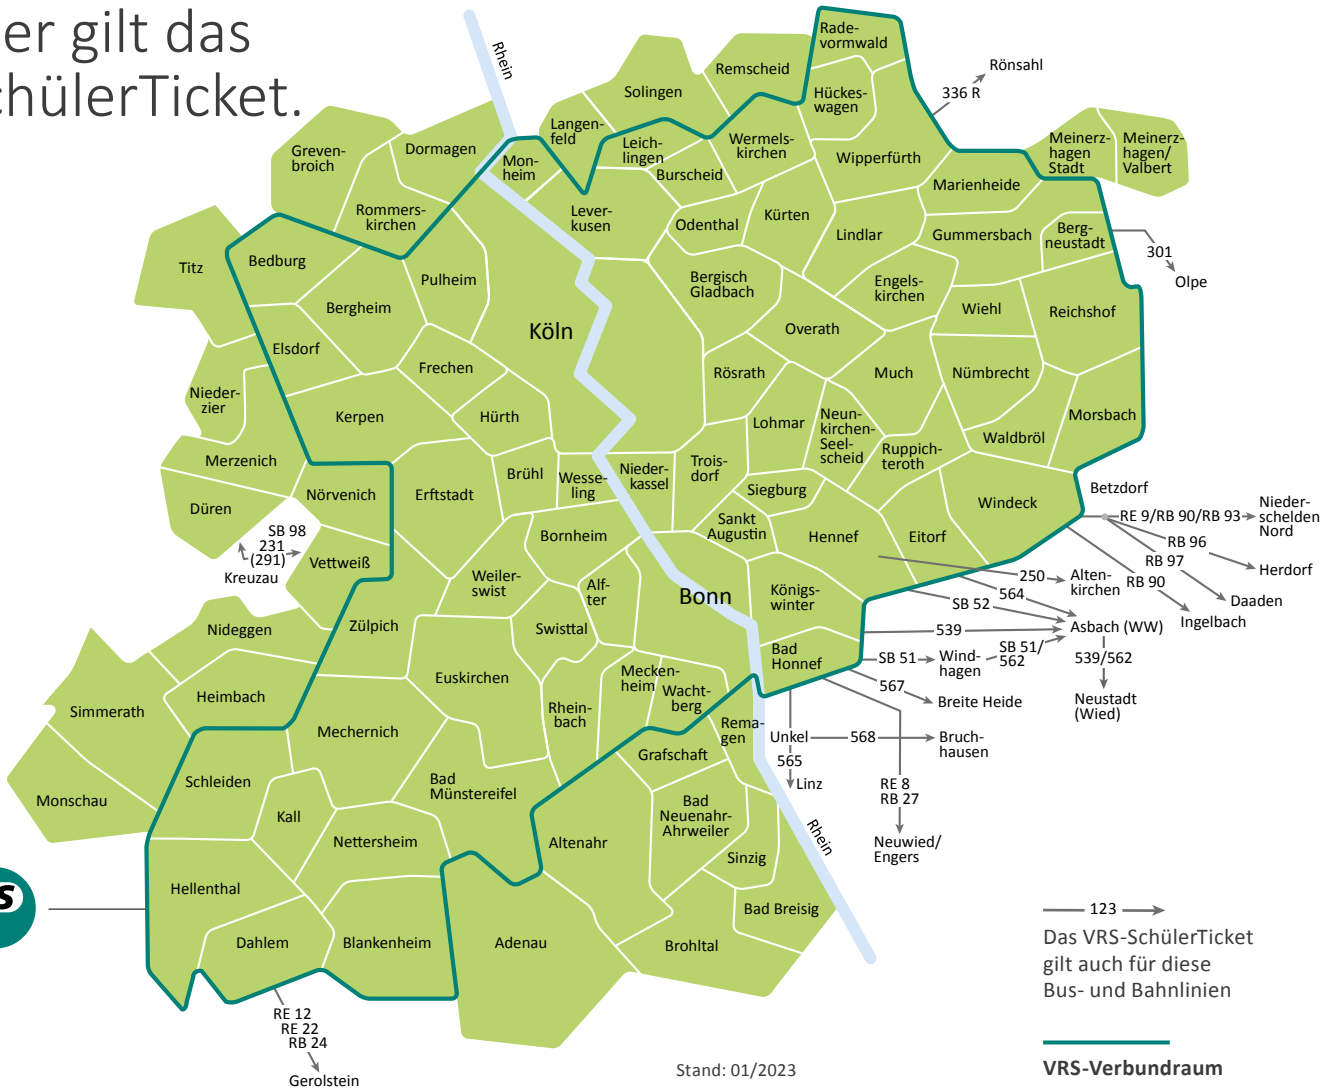 er gilt das
chülerTicket.
Rhein
Rade-
vormwald
Rönsahl
336 R
Remscheid
Solingen
Hückes-
wagen
Langen-
feld
Leich-
lingen
Wermels-
kirchen
Wipperfürth
Meinerz-
hagen
Stadt
Meinerz-
hagen/
Valbert
Greven-
broich
Dormagen
Mon-
heim
Burscheid
Marienheide
Rommers-
kirchen
Lever-
kusen
Odenthal
Kürten
Lindlar
Gummersbach
Berg-
neustadt
301
Olpe
Titz
Bedburg
Pulheim
Bergheim
Bergisch
Gladbach
Engels-
kirchen
Wiehl
Reichshof
Köln
Overath
Elsdorf
Frechen
Rösrath
Much
Nümbrecht
Nieder-
zier
Kerpen
Hürth
Lohmar
Neun-
kirchen-
Seel-
scheid
Morsbach
Waldbröl
Ruppich-
teroth
Merzenich
Nörvenich
Erftstadt
Brühl
Wesse-
ling
Nieder-
kassel
Trois-
dorf
Siegburg
Windeck
Betzdorf
RE 9/RB 90/RB 93
Nieder-
schelden
Nord
Düren
SB 98
231
(291)
Kreuzau
Vettweiß
Bornheim
Sankt
Augustin
Hennef
Eitorf
RB 96
Herdorf
RB 97
Daaden
RB 90
Ingelbach
Weiler-
swist
Alf-
ter
Bonn
Königs-
winter
250
Alten-
kirchen
564
SB 52
Asbach (WW)
539
Nideggen
Zülpich
Swisttal
Bad
Honnef
SB 51
Wind-
hagen
SB 51/
562
539/562
Neustadt
(Wied)
Heimbach
Euskirchen
Mecken-
heim
Wacht-
berg
567
Breite Heide
Simmerath
Rhein-
bach
Rema-
gen
Unkel
568
Bruch-
hausen
Mechernich
Grafschaft
565
Linz
RE 8
RB 27
Neuwied/
Engers
Schleiden
Monschau
Kall
Bad
Münstereifel
Bad
Neuenahr-
Ahrweiler
Rhein
Nettersheim
Altenahr
Sinzig
Hellenthal
s
Bad Breisig
Dahlem
Blankenheim
Adenau
Brohltal
RE 12
RE 22
RB 24
Gerolstein
123
Das VRS-SchülerTicket
gilt auch für diese
Bus- und Bahnlinien
VRS-Verbundraum
Stand: 01/2023